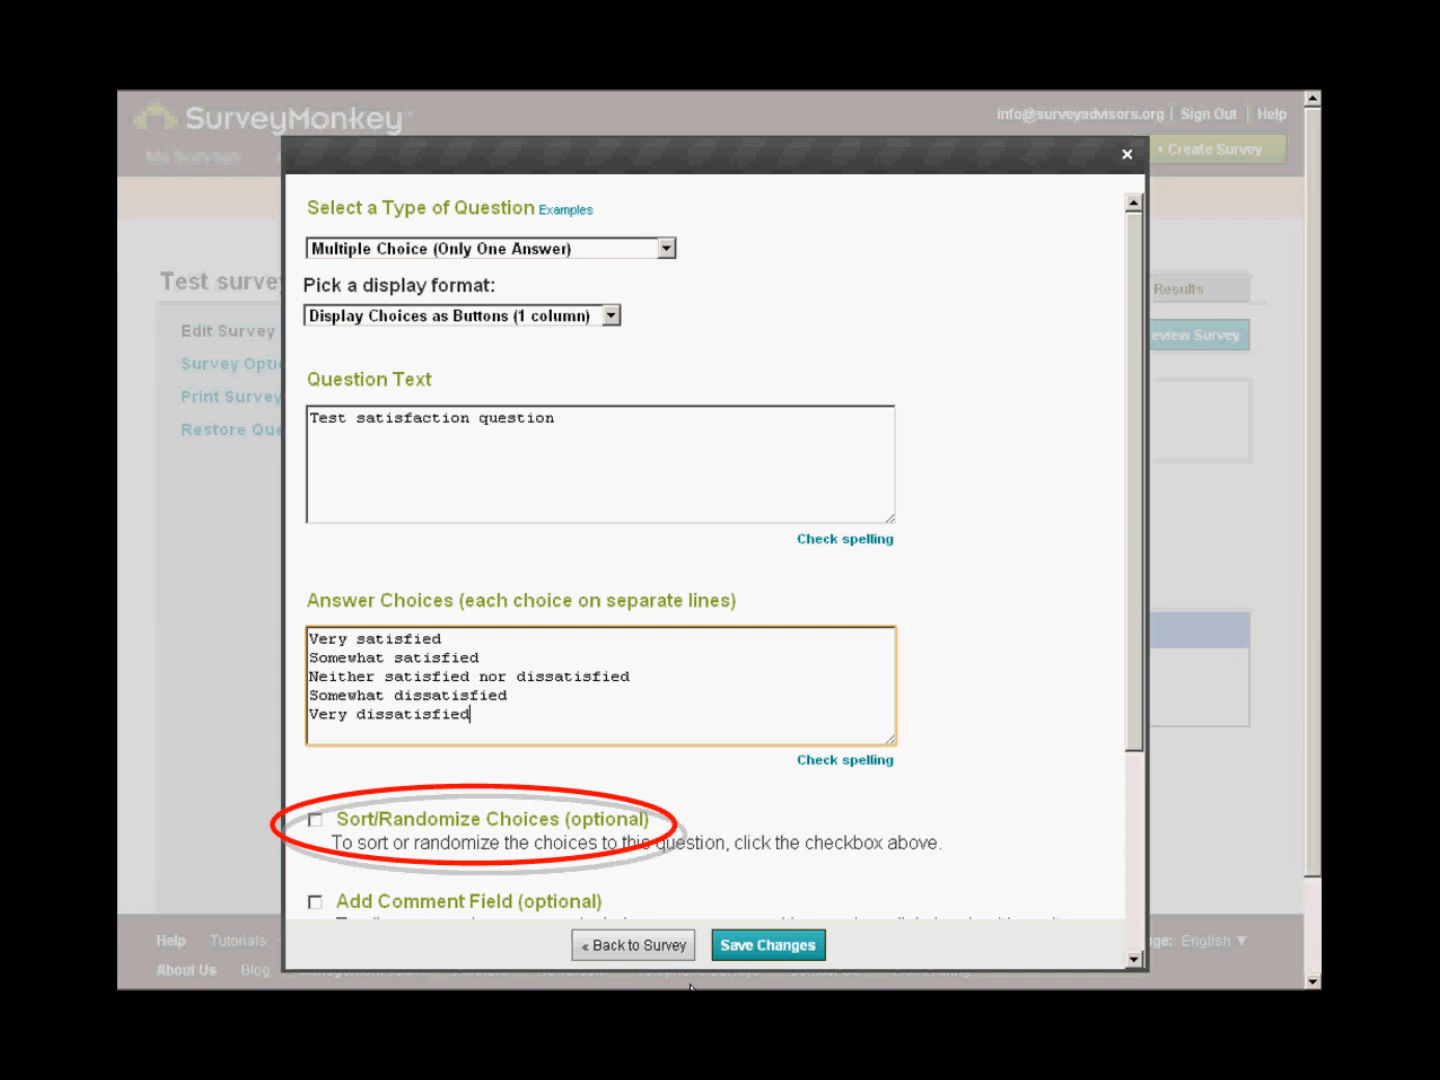 SurveyMonkey
info@surveyadvisors.org | Sign Out | Help
My Surveys
+ Create Survey
×
Select a Type of Question Examples
Multiple Choice (Only One Answer)
Pick a display format:
Display Choices as Buttons (1 column)
Test surve
Results
Edit Survey
eview Survey
Survey Opti
Print Survey
Restore Que
Question Text
Test satisfaction question
Check spelling
Answer Choices (each choice on separate lines)
Very satisfied
Somewhat satisfied
Neither satisfied nor dissatisfied
Somewhat dissatisfied
Very dissatisfied
Check spelling
Sort/Randomize Choices (optional)
To sort or randomize the choices to this question, click the checkbox above.
Add Comment Field (optional)
« Back to Survey
Save Changes
Help Tutorials
ge: English ▼
About Us Blog